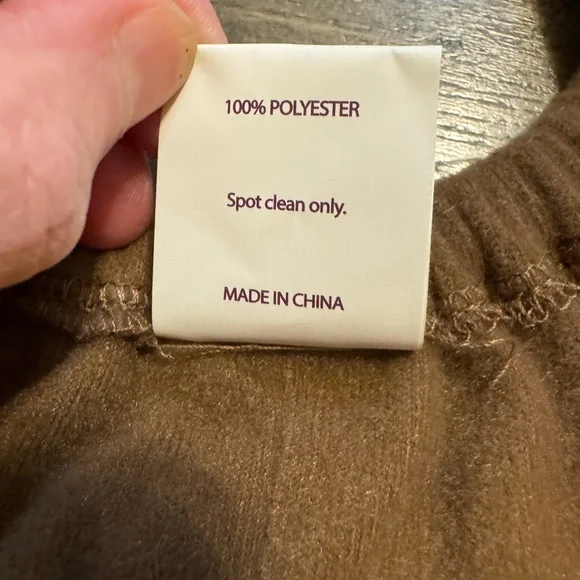 100% POLYESTER
Spot clean only.
MADE IN CHINA